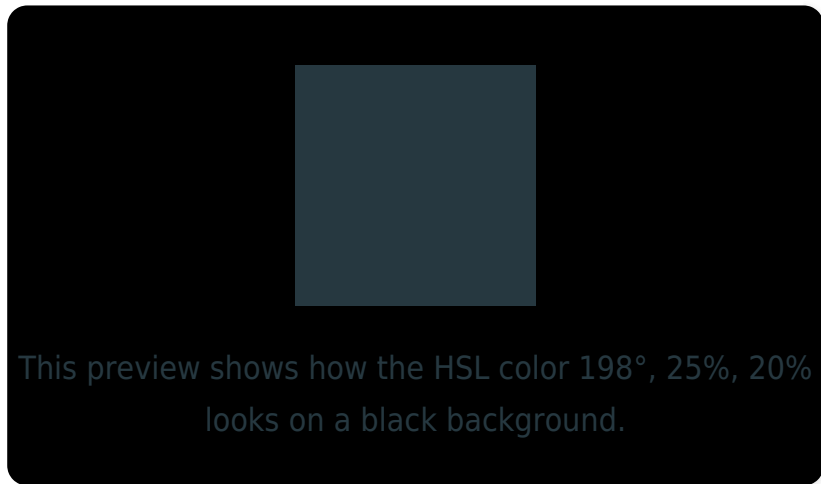 This preview shows how the HSL color 198°, 25%, 20%
looks on a black background.